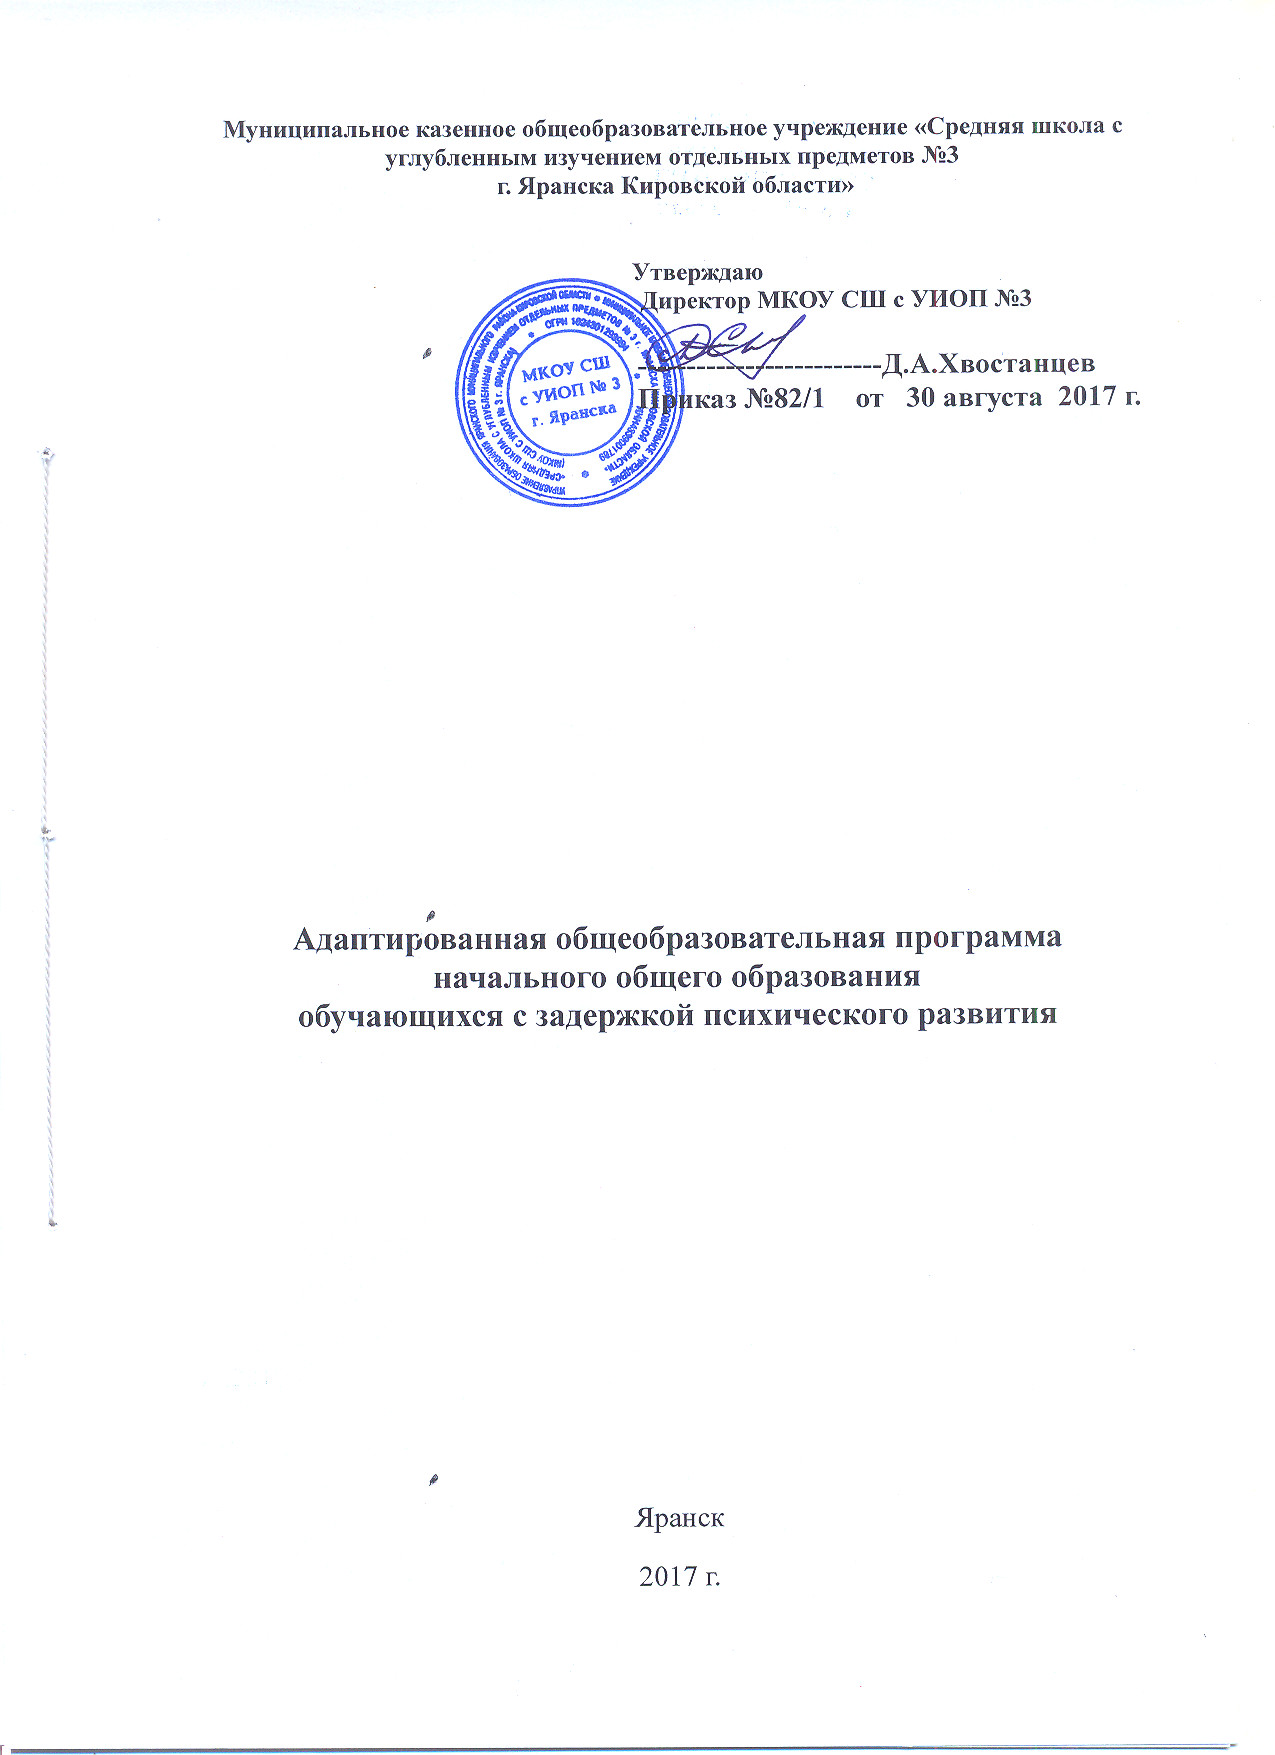 Муниципальное казенное общеобразовательное учреждение «Средняя школа с
углубленным изучением отдельных предметов №3
г. Яранска Кировской области»
Утверждаю
Директор МКОУ СШ с УИОП №3
--------------------------Д.А.Хвостанцев
Приказ №82/1 от 30 августа 2017 г.
МКОУ СШ
с УИОП № 3
г. Яранска
Адаптированная общеобразовательная программа
начального общего образования
обучающихся с задержкой психического развития
Яранск
2017 г.